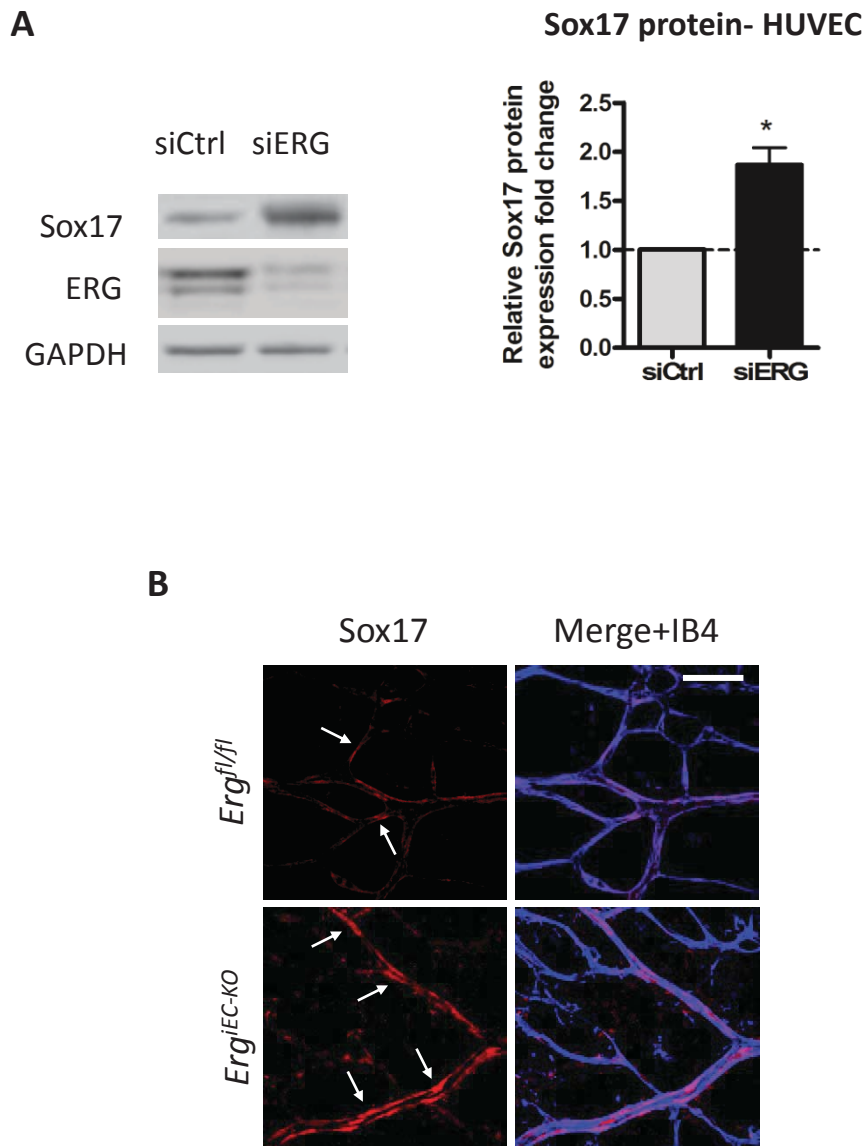 A
Sox17 protein- HUVEC
siCtrl siERG
Sox17
ERG
GAPDH
Relative Sox17 protein
expression fold change
2.5
2.0
1.5
1.0
0.5
0.0
*
siCtrl siERG
B
Sox17 Merge+IB4
Erg^fl/fl
Erg^iEC-KO